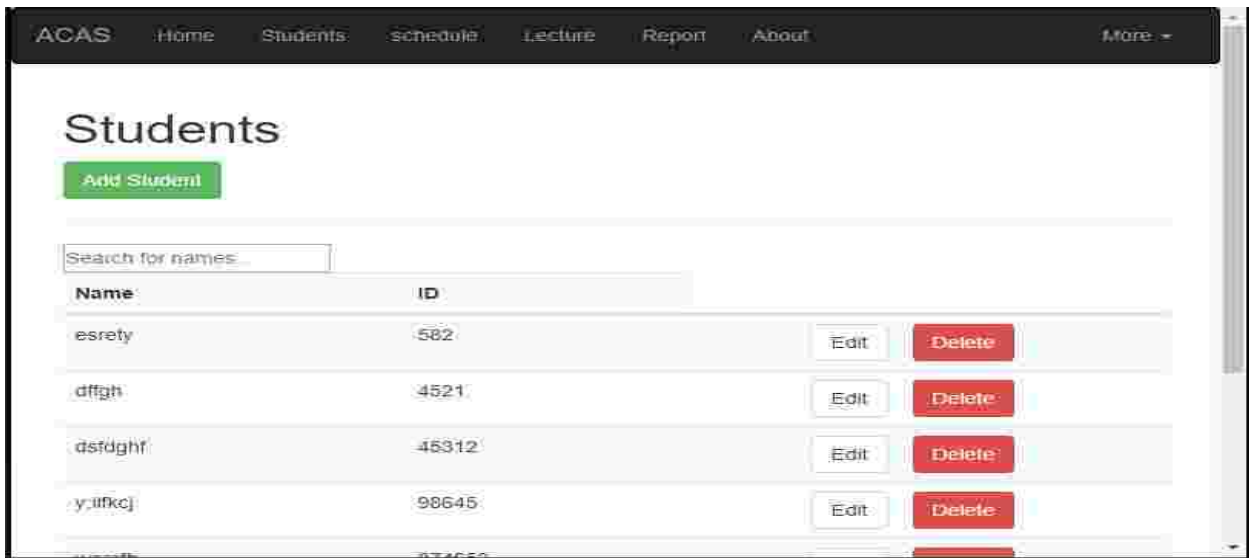 ACAS Home Students schedule Lecture Report About More
Students
Add Student
Search for names..
Name ID
esrety 582
Edit Delete
dffgh 4521
Edit Delete
dsfdghf 45312
Edit Delete
98645
Edit Delete